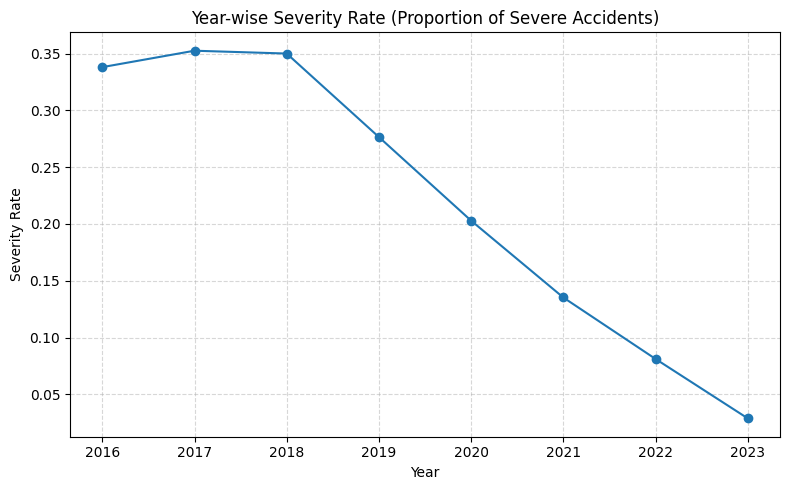 Year-wise Severity Rate (Proportion of Severe Accidents)
Severity Rate
0.35
0.30
0.25
0.20
0.15
0.10
0.05
2016 2017 2018 2019 2020 2021 2022 2023
Year